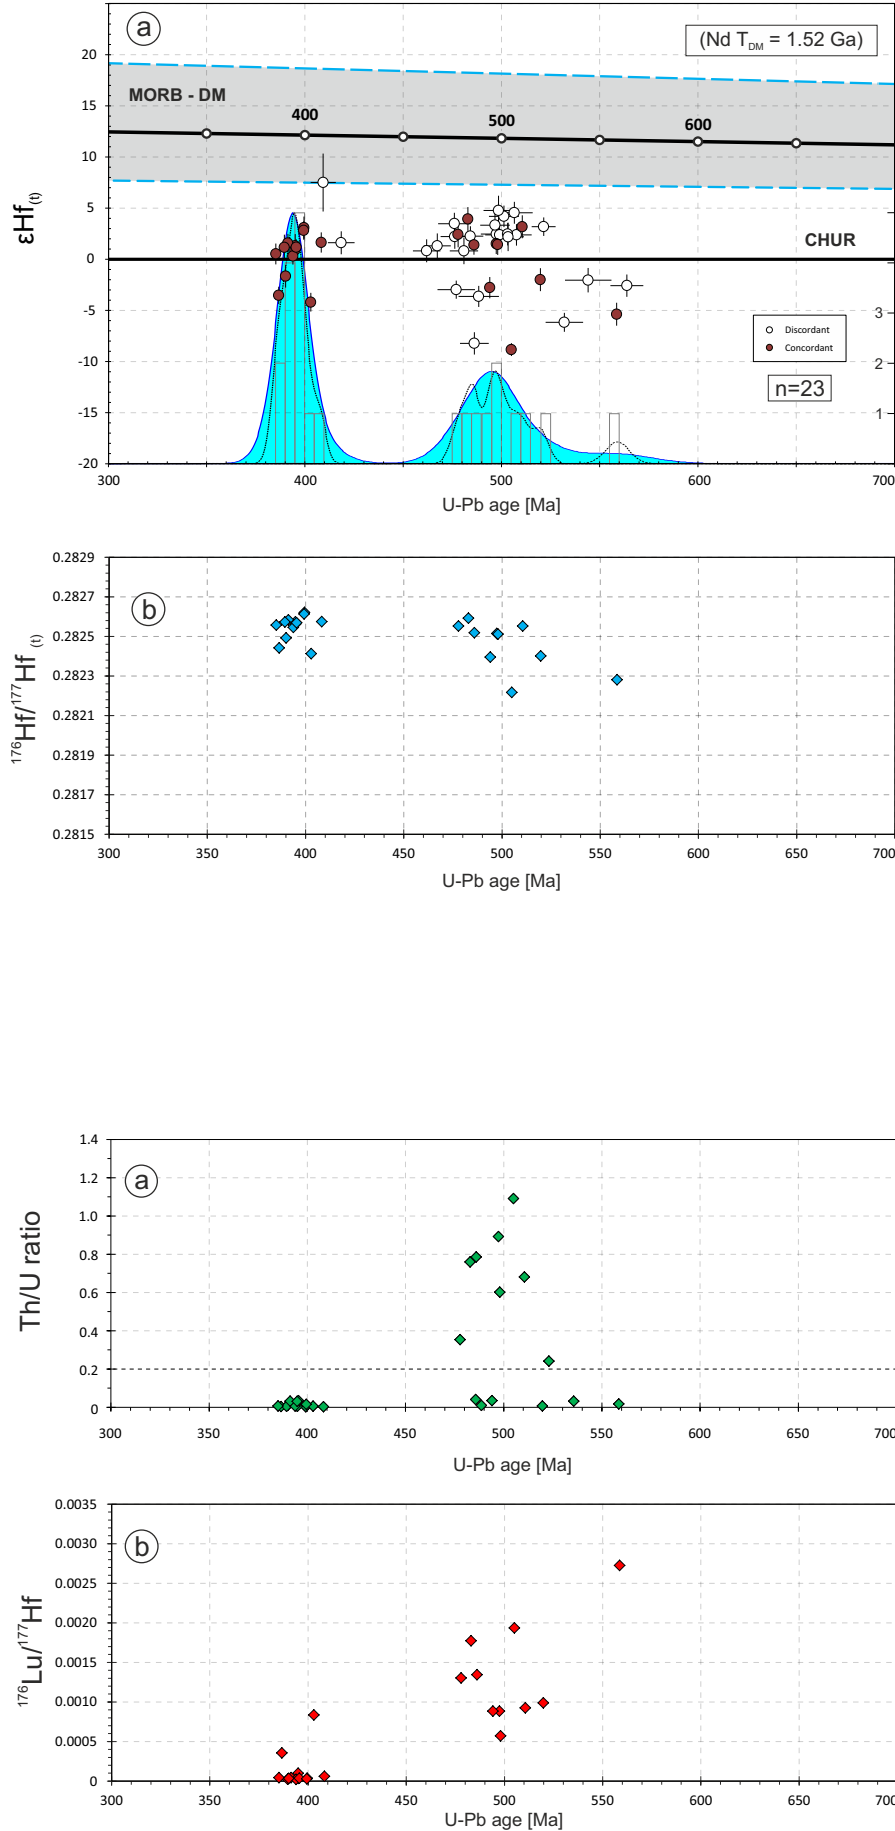 a
(Nd T_DM = 1.52 Ga)
20
15
10
5
0
-5
-10
-15
-20
εHf(t)
MORB - DM
400
500
600
CHUR
Discordant
Concordant
n=23
3
2
1
300
400
500
600
700
U-Pb age [Ma]
b
0.2829
0.2827
0.2825
0.2823
0.2821
0.2819
0.2817
0.2815
¹⁷⁶Hf/¹⁷⁷Hf (t)
300 350 400 450 500 550 600 650 700
U-Pb age [Ma]
a
1.4
1.2
1.0
0.8
0.6
0.4
0.2
0
Th/U ratio
300 350 400 450 500 550 600 650 700
U-Pb age [Ma]
b
0.0035
0.0030
0.0025
0.0020
0.0015
0.0010
0.0005
0
¹⁷⁶Lu/¹⁷⁷Hf
300 350 400 450 500 550 600 650 700
U-Pb age [Ma]